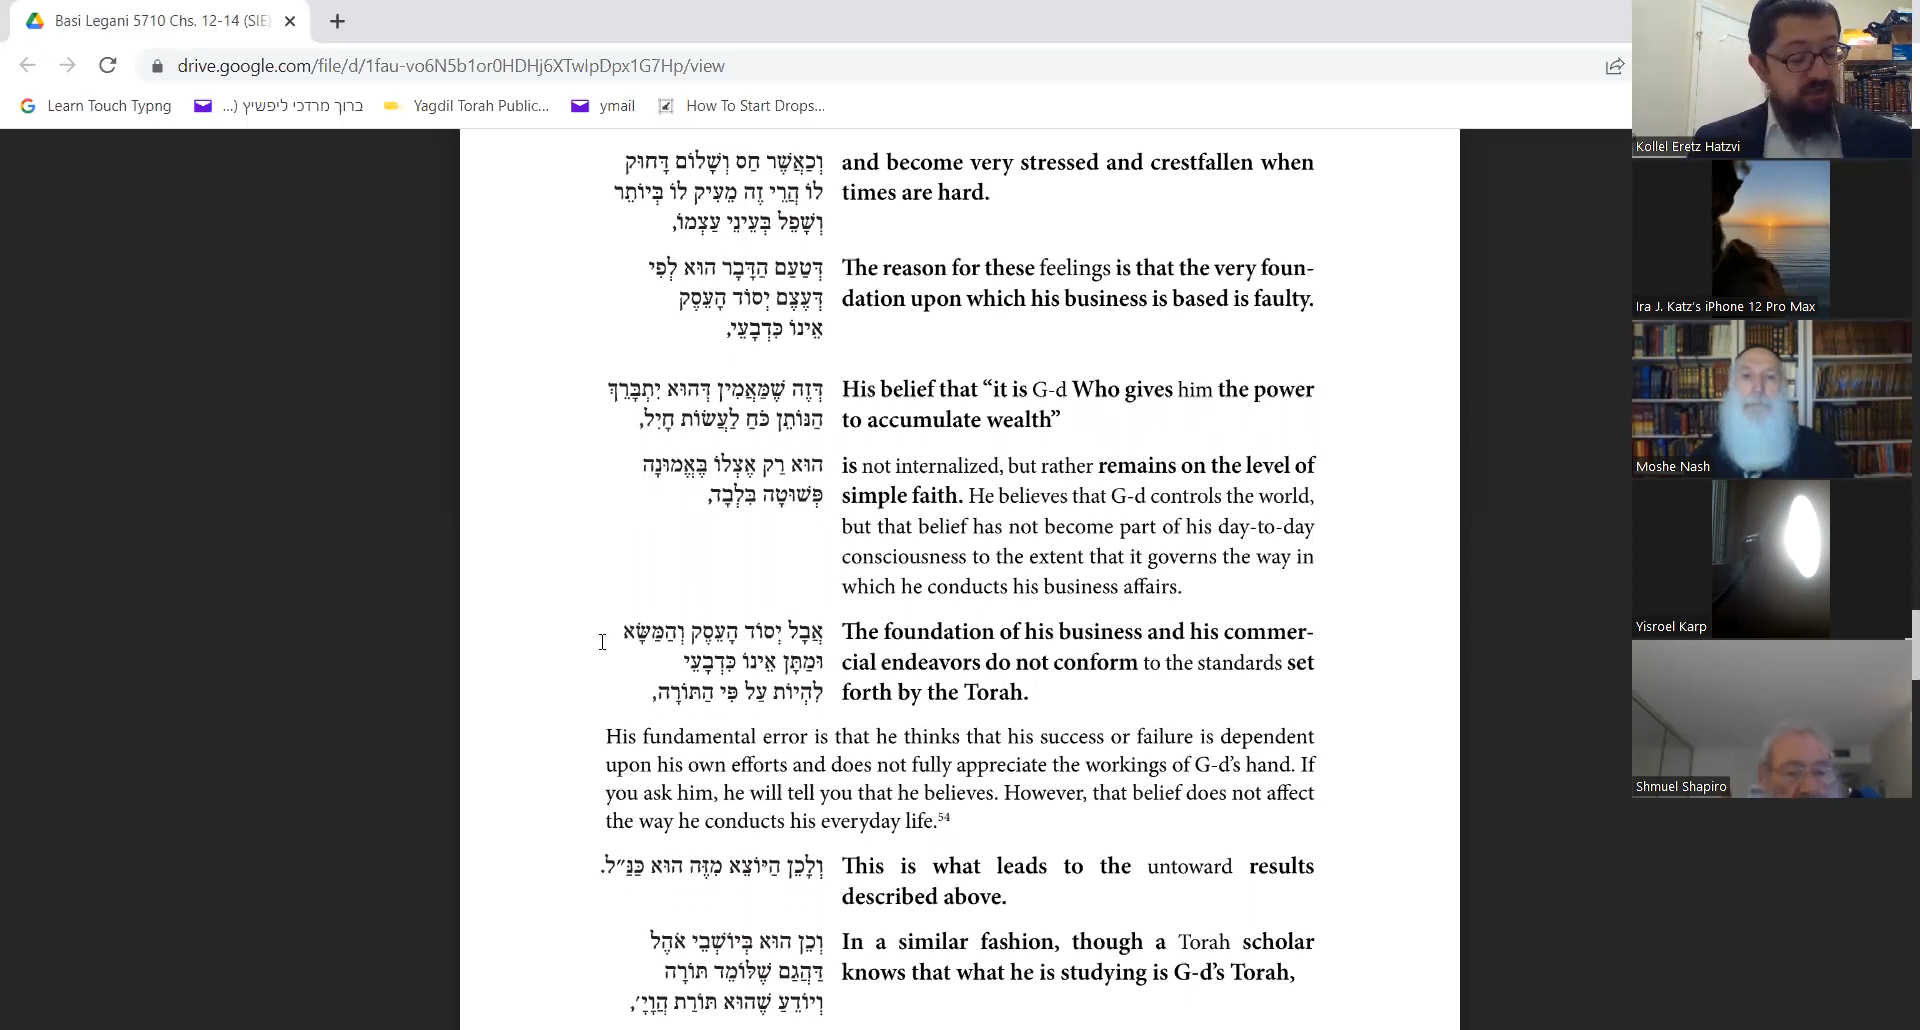 Basi Legani 5710 Chs. 12-14 (SIE)
drive.google.com/file/d/1fau-vo6N5b1or0HDHj6XTwIpDpx1G7Hp/view
Learn Touch Typng
ברוך מרדכי ליפשיץ (...
Yagdil Torah Public...
ymail
How To Start Drops...
וְכַאֲשֶׁר חַס וְשָׁלוֹם דָּחוּק
לוֹ הֲרֵי זֶה מֵעִיק לוֹ בְּיוֹתֵר
וְשָׁפֵל בְּעֵינֵי עַצְמוֹ,
and become very stressed and crestfallen when
times are hard.
דְּטַעַם הַדָּבָר הוּא לְפִי
דְּעֶצֶם יְסוֹד הָעֵסֶק
אֵינוֹ כִּדְבָעֵי,
The reason for these feelings is that the very foun-
dation upon which his business is based is faulty.
דְּזֶה שֶׁמַּאֲמִין דְּהוּא יִתְבָּרֵךְ
הַנּוֹתֵן כֹּחַ לַעֲשׂוֹת חָיִל,
His belief that “it is G-d Who gives him the power
to accumulate wealth”
הוּא רַק אֶצְלוֹ בֶּאֱמוּנָה
פְּשׁוּטָה בִּלְבָד,
is not internalized, but rather remains on the level of
simple faith. He believes that G-d controls the world,
but that belief has not become part of his day-to-day
consciousness to the extent that it governs the way in
which he conducts his business affairs.
אֲבָל יְסוֹד הָעֵסֶק וְהַמַּשָּׂא
וּמַתָּן אֵינוֹ כִּדְבָעֵי
לִהְיוֹת עַל פִּי הַתּוֹרָה,
The foundation of his business and his commer-
cial endeavors do not conform to the standards set
forth by the Torah.
His fundamental error is that he thinks that his success or failure is dependent
upon his own efforts and does not fully appreciate the workings of G-d’s hand. If
you ask him, he will tell you that he believes. However, that belief does not affect
the way he conducts his everyday life.54
וְלָכֵן הַיּוֹצֵא מִזֶּה הוּא כַּנַּ״ל.
This is what leads to the untoward results
described above.
וְכֵן הוּא בְּיוֹשְׁבֵי אֹהֶל
דַּהֲגַם שֶׁלּוֹמֵד תּוֹרָה
וְיוֹדֵעַ שֶׁהוּא תּוֹרַת הֲוָיָ׳,
In a similar fashion, though a Torah scholar
knows that what he is studying is G-d’s Torah,
Kollel Eretz Hatzvi
Ira J. Katz's iPhone 12 Pro Max
Moshe Nash
Yisroel Karp
Shmuel Shapiro